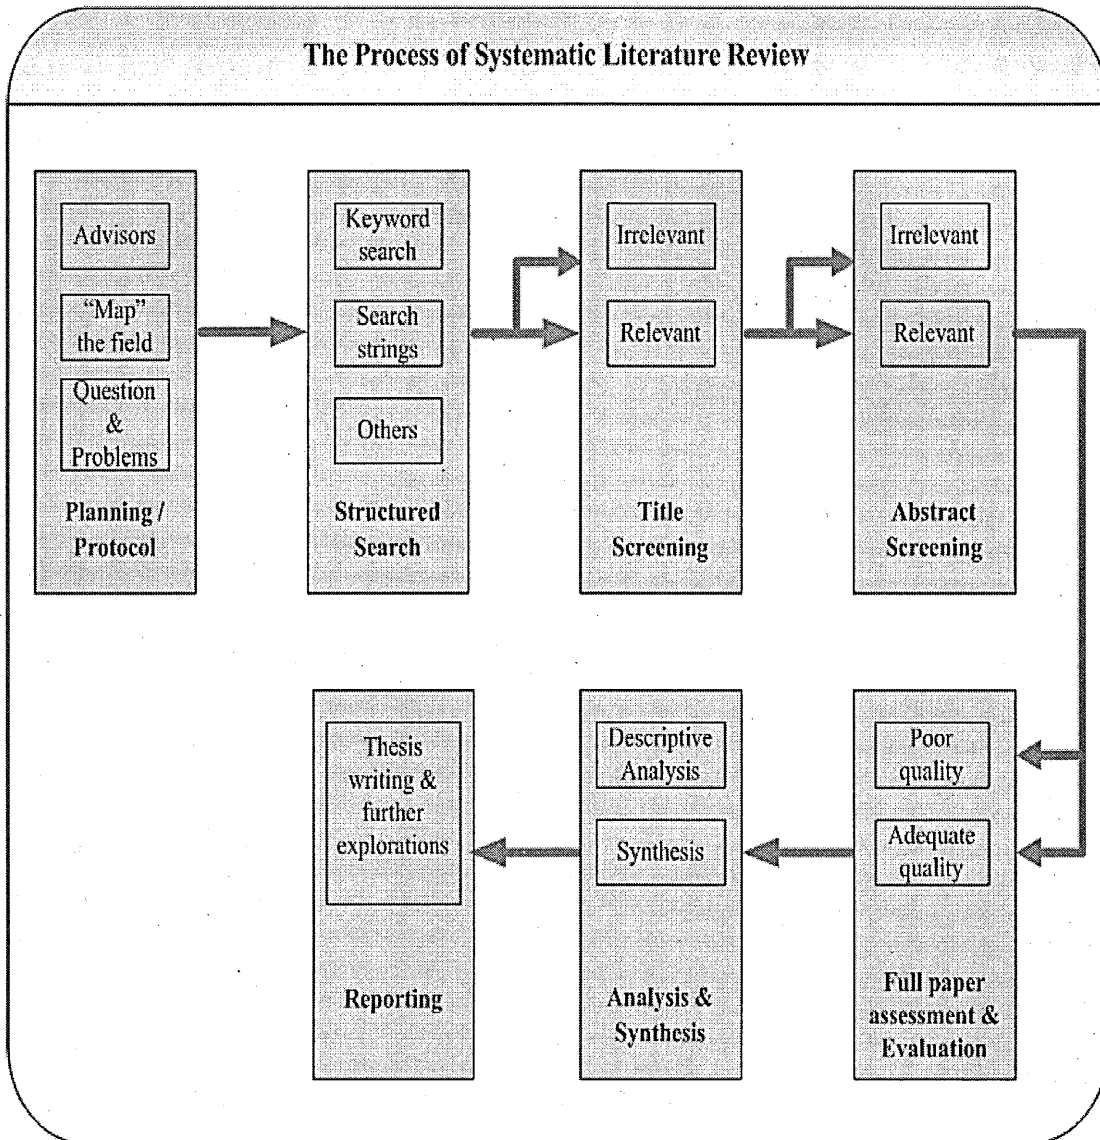 The Process of Systematic Literature Review
Advisors
“Map”
the field
Question
&
Problems
Planning /
Protocol
Keyword
search
Search
strings
Others
Structured
Search
Irrelevant
Relevant
Title
Screening
Irrelevant
Relevant
Abstract
Screening
Thesis
writing &
further
explorations
Reporting
Descriptive
Analysis
Synthesis
Analysis &
Synthesis
Poor
quality
Adequate
quality
Full paper
assessment &
Evaluation